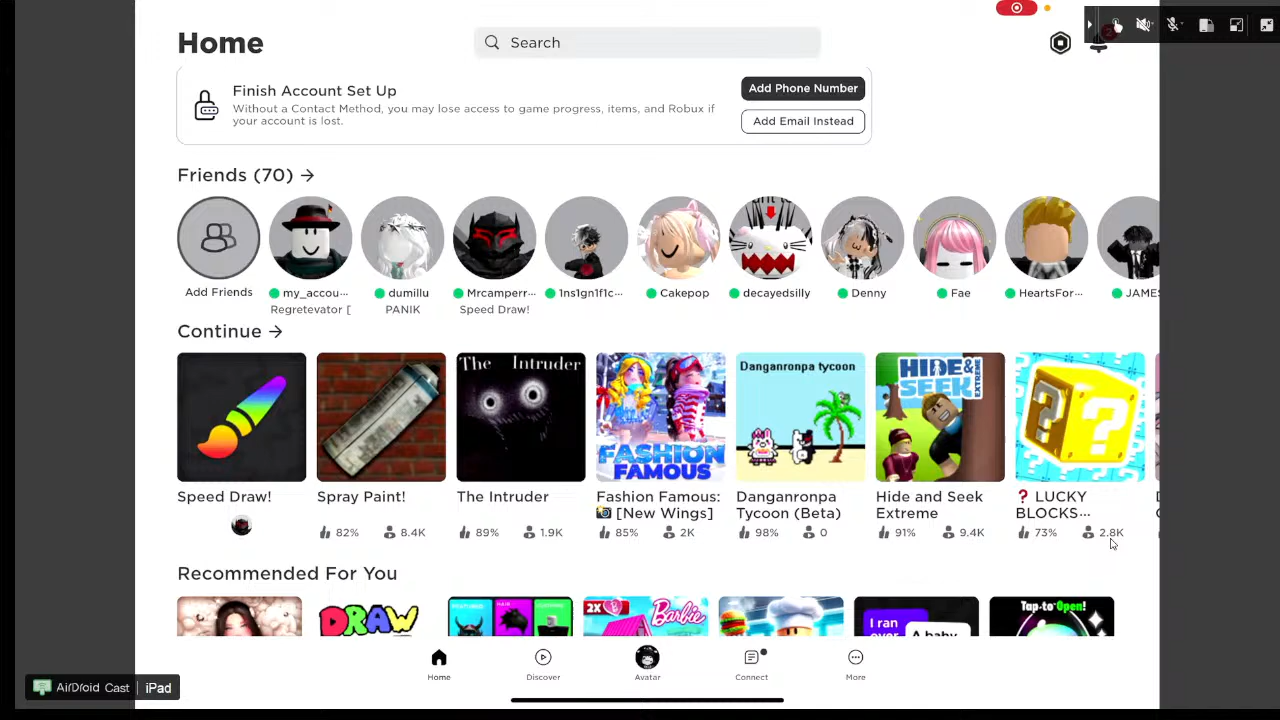 Home
Search
2
Finish Account Set Up
Without a Contact Method, you may lose access to game progress, items, and Robux if
your account is lost.
Add Phone Number
Add Email Instead
Friends (70) →
Add Friends
my_accou···
dumillu
Mrcamperr···
1ns1gn1f1c···
Cakepop
decayedsilly
Denny
Fae
HeartsFor···
JAMES
Regretevator [
PANIK
Speed Draw!
Continue →
The Intruder
FASHION
FAMOUS
Danganronpa tycoon
HIDE &
SEEK
EXTREME
Speed Draw!
Spray Paint!
The Intruder
Fashion Famous:
📸 [New Wings]
Danganronpa
Tycoon (Beta)
Hide and Seek
Extreme
❓ LUCKY
BLOCKS···
82% 8.4K
89% 1.9K
85% 2K
98% 0
91% 9.4K
73% 2.8K
Recommended For You
DRAW
2X
Barbie
I ran
over
A baby
Tap to Open!
Home
Discover
Avatar
Connect
More
AirDroid Cast | iPad